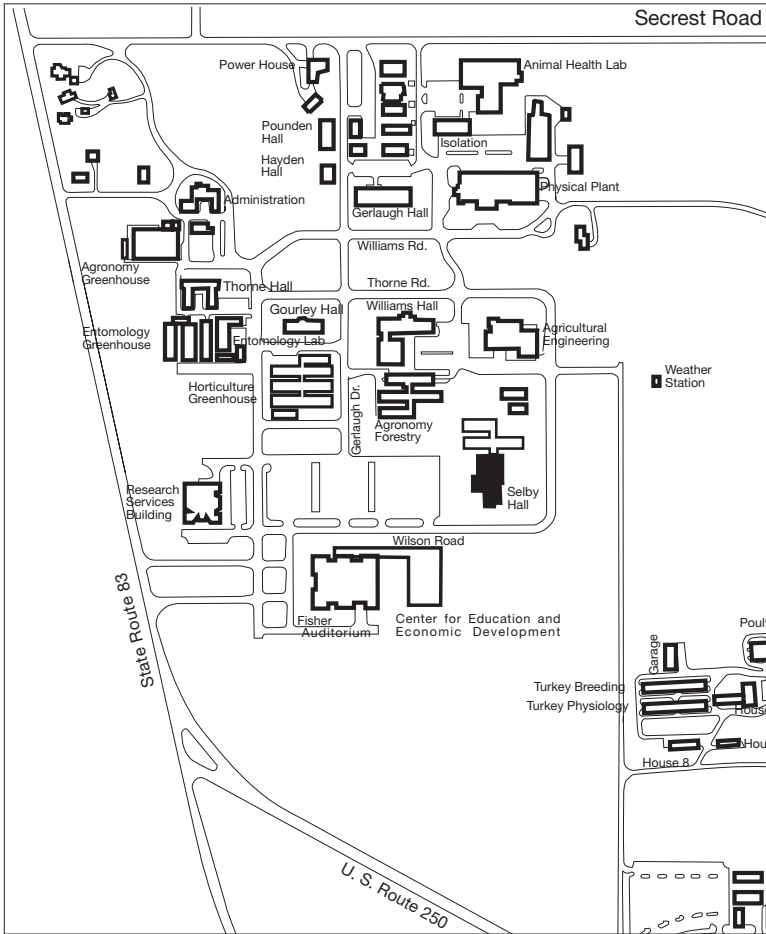 Secrest Road
Power House
Animal Health Lab
Pounden
Hall
Isolation
Hayden
Hall
Physical Plant
Administration
Gerlaugh Hall
Williams Rd.
Agronomy
Greenhouse
Thorne Rd.
Thorne Hall
Williams Hall
Gourley Hall
Entomology
Greenhouse
Entomology Lab
Agricultural
Engineering
Weather
Station
Horticulture
Greenhouse
Gerlaugh Dr.
Agronomy
Forestry
Research
Services
Building
Selby
Hall
Wilson Road
State Route 83
Fisher
Auditorium
Center for Education and
Economic Development
Garage
Poul
Turkey Breeding
Turkey Physiology
House
Hou
House 8
U. S. Route 250